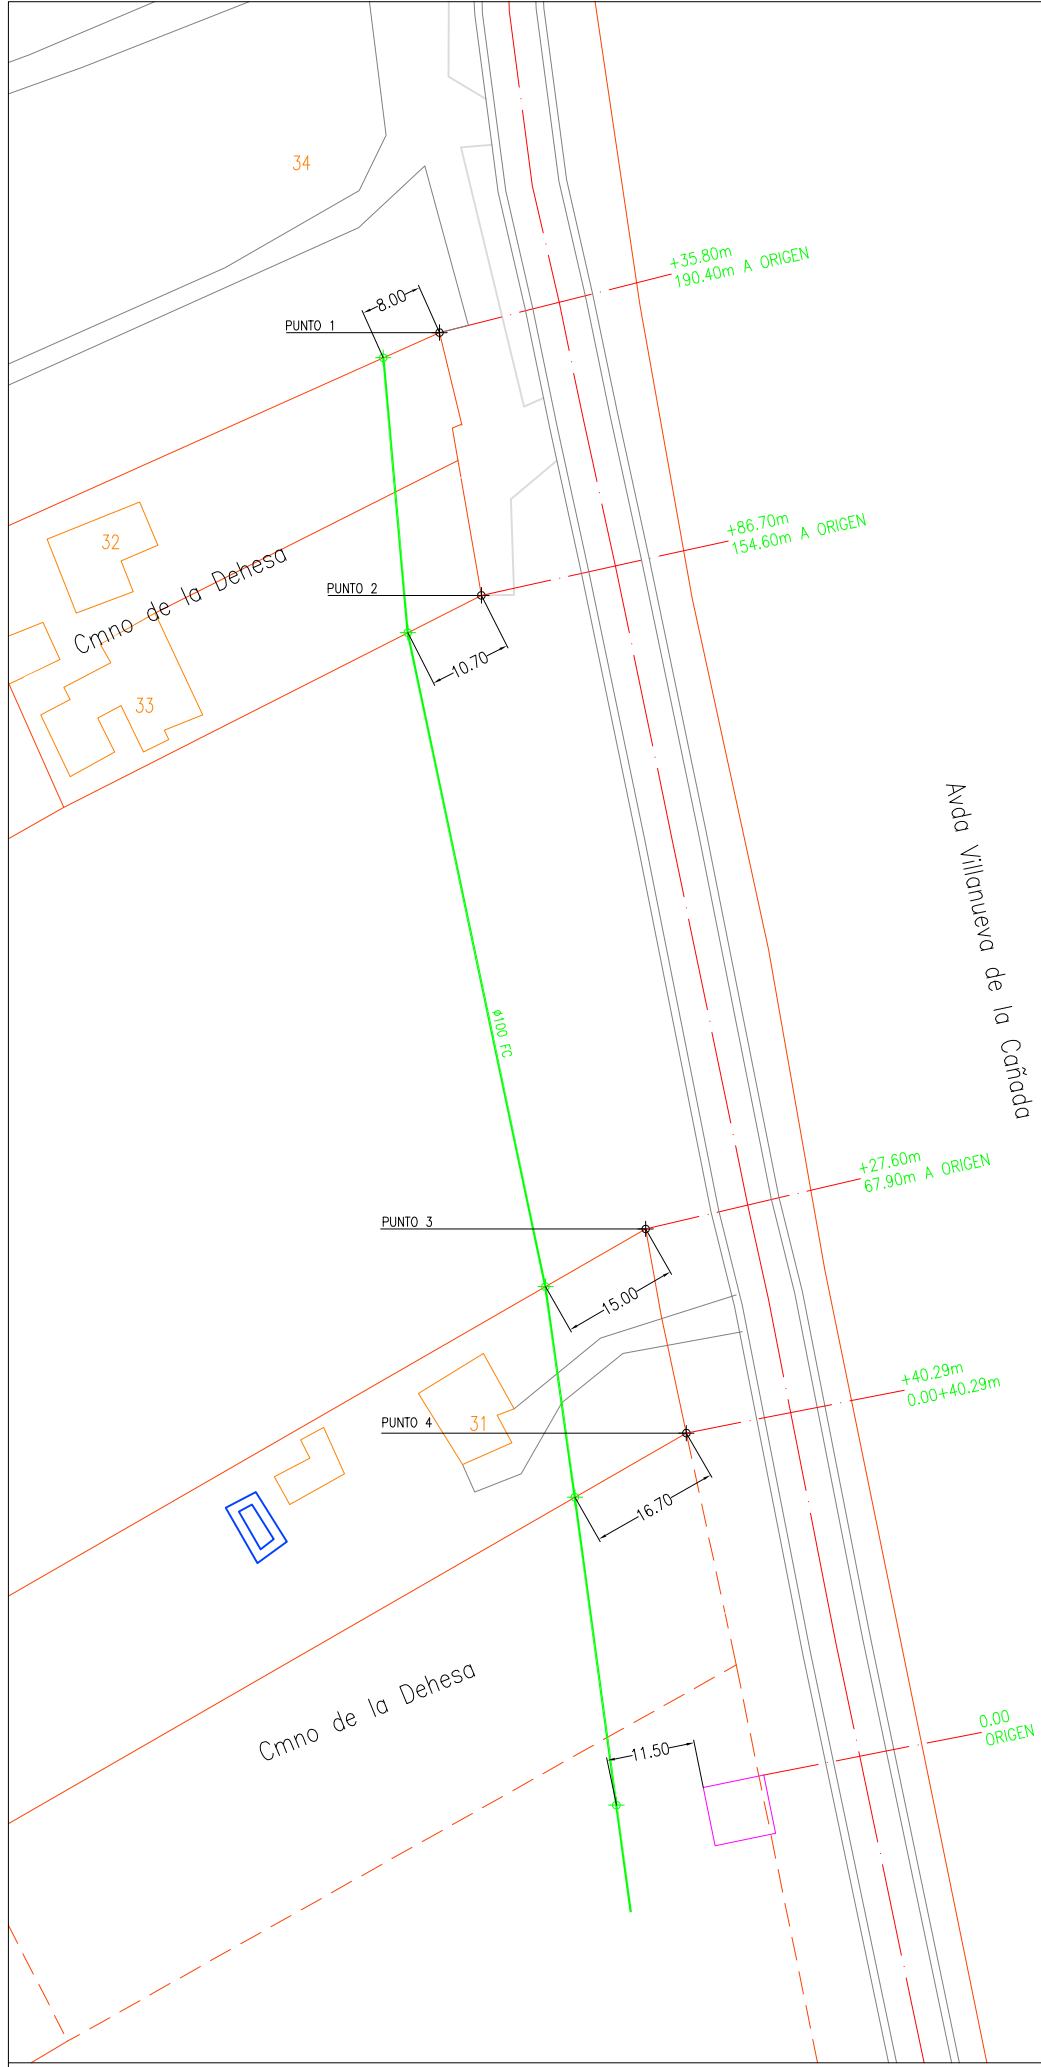 34
+35.80m
190.40m A ORIGEN
8.00
PUNTO 1
+86.70m
154.60m A ORIGEN
32
Cmno de la Dehesa
PUNTO 2
10.70
33
Avda Villanueva de la Cañada
ø100 FC
+27.60m
67.90m A ORIGEN
PUNTO 3
15.00
+40.29m
0.00+40.29m
PUNTO 4
31
16.70
Cmno de la Dehesa
0.00
ORIGEN
11.50